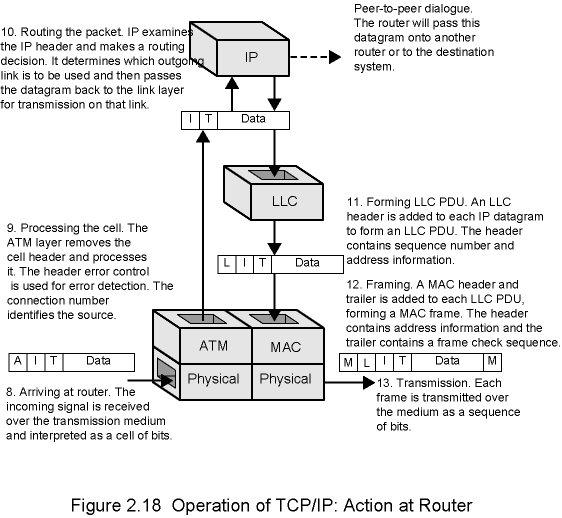 10. Routing the packet. IP examines
the IP header and makes a routing
decision. It determines which outgoing
link is to be used and then passes
the datagram back to the link layer
for transmission on that link.
IP
Peer-to-peer dialogue.
The router will pass this
datagram onto another
router or to the destination
system.
I T Data
LLC
11. Forming LLC PDU. An LLC
header is added to each IP datagram
to form an LLC PDU. The header
contains sequence number and
address information.
9. Processing the cell. The
ATM layer removes the
cell header and processes
it. The header error control
is used for error detection. The
connection number
identifies the source.
L I T Data
12. Framing. A MAC header and
trailer is added to each LLC PDU,
forming a MAC frame. The header
contains address information and the
trailer contains a frame check sequence.
ATM MAC
A I T Data
Physical Physical
M L I T Data M
8. Arriving at router. The
incoming signal is received
over the transmission medium
and interpreted as a cell of bits.
13. Transmission. Each
frame is transmitted over
the medium as a sequence
of bits.
Figure 2.18 Operation of TCP/IP: Action at Router